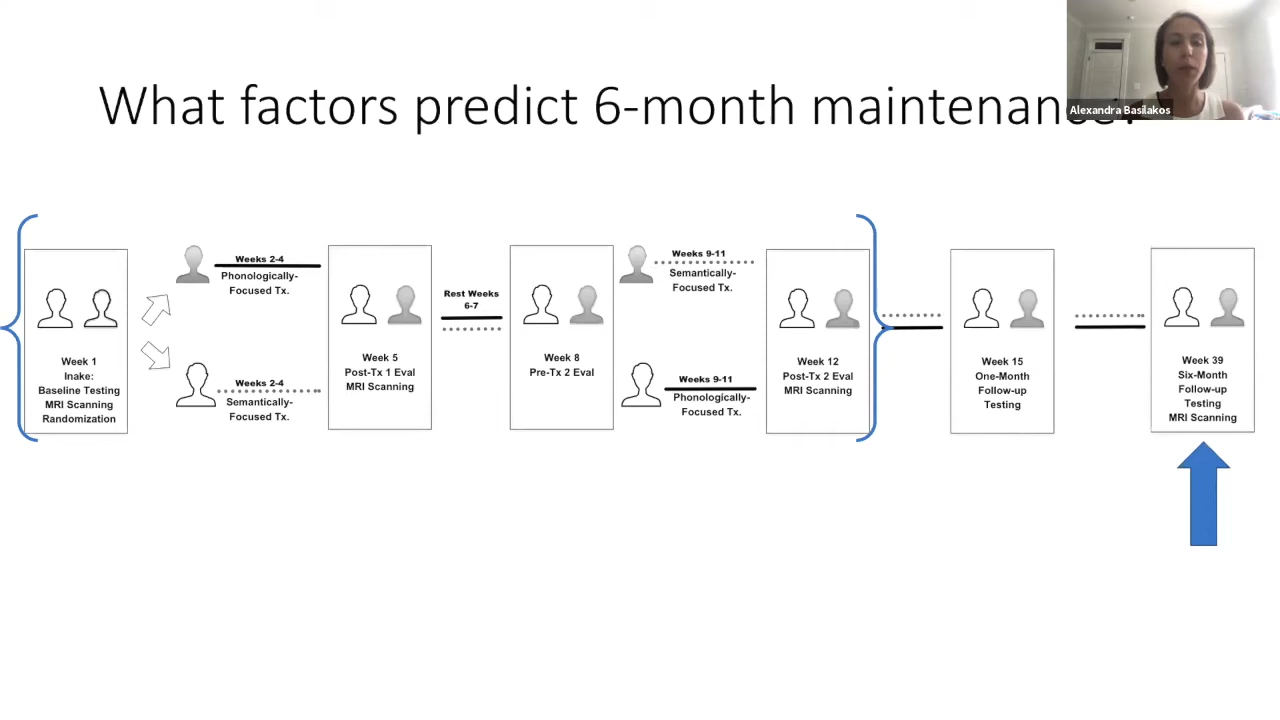 What factors predict 6-month maintenance?
Alexandra Basilakos
Week 1
Inake:
Baseline Testing
MRI Scanning
Randomization
Weeks 2-4
Phonologically-
Focused Tx.
Weeks 2-4
Semantically-
Focused Tx.
Week 5
Post-Tx 1 Eval
MRI Scanning
Rest Weeks
6-7
Week 8
Pre-Tx 2 Eval
Weeks 9-11
Semantically-
Focused Tx.
Weeks 9-11
Phonologically-
Focused Tx.
Week 12
Post-Tx 2 Eval
MRI Scanning
Week 15
One-Month
Follow-up
Testing
Week 39
Six-Month
Follow-up
Testing
MRI Scanning